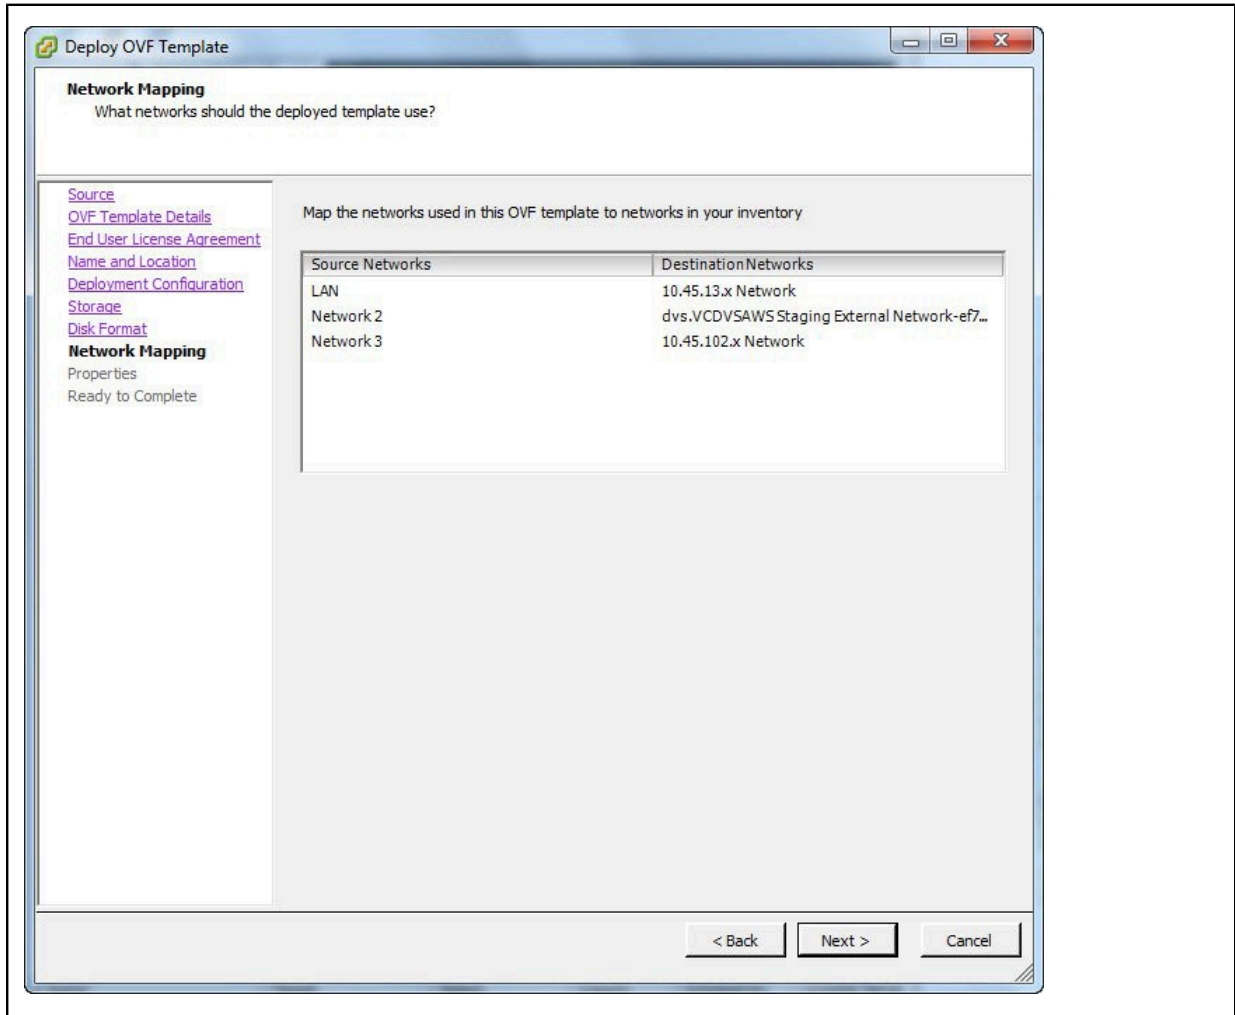 Deploy OVF Template
Network Mapping
What networks should the deployed template use?
Source
OVF Template Details
End User License Agreement
Name and Location
Deployment Configuration
Storage
Disk Format
Network Mapping
Properties
Ready to Complete
Map the networks used in this OVF template to networks in your inventory
Source Networks Destination Networks
LAN 10.45.13.x Network
Network 2 dvs.VCDVSAWS Staging External Network-ef7...
Network 3 10.45.102.x Network
< Back Next > Cancel